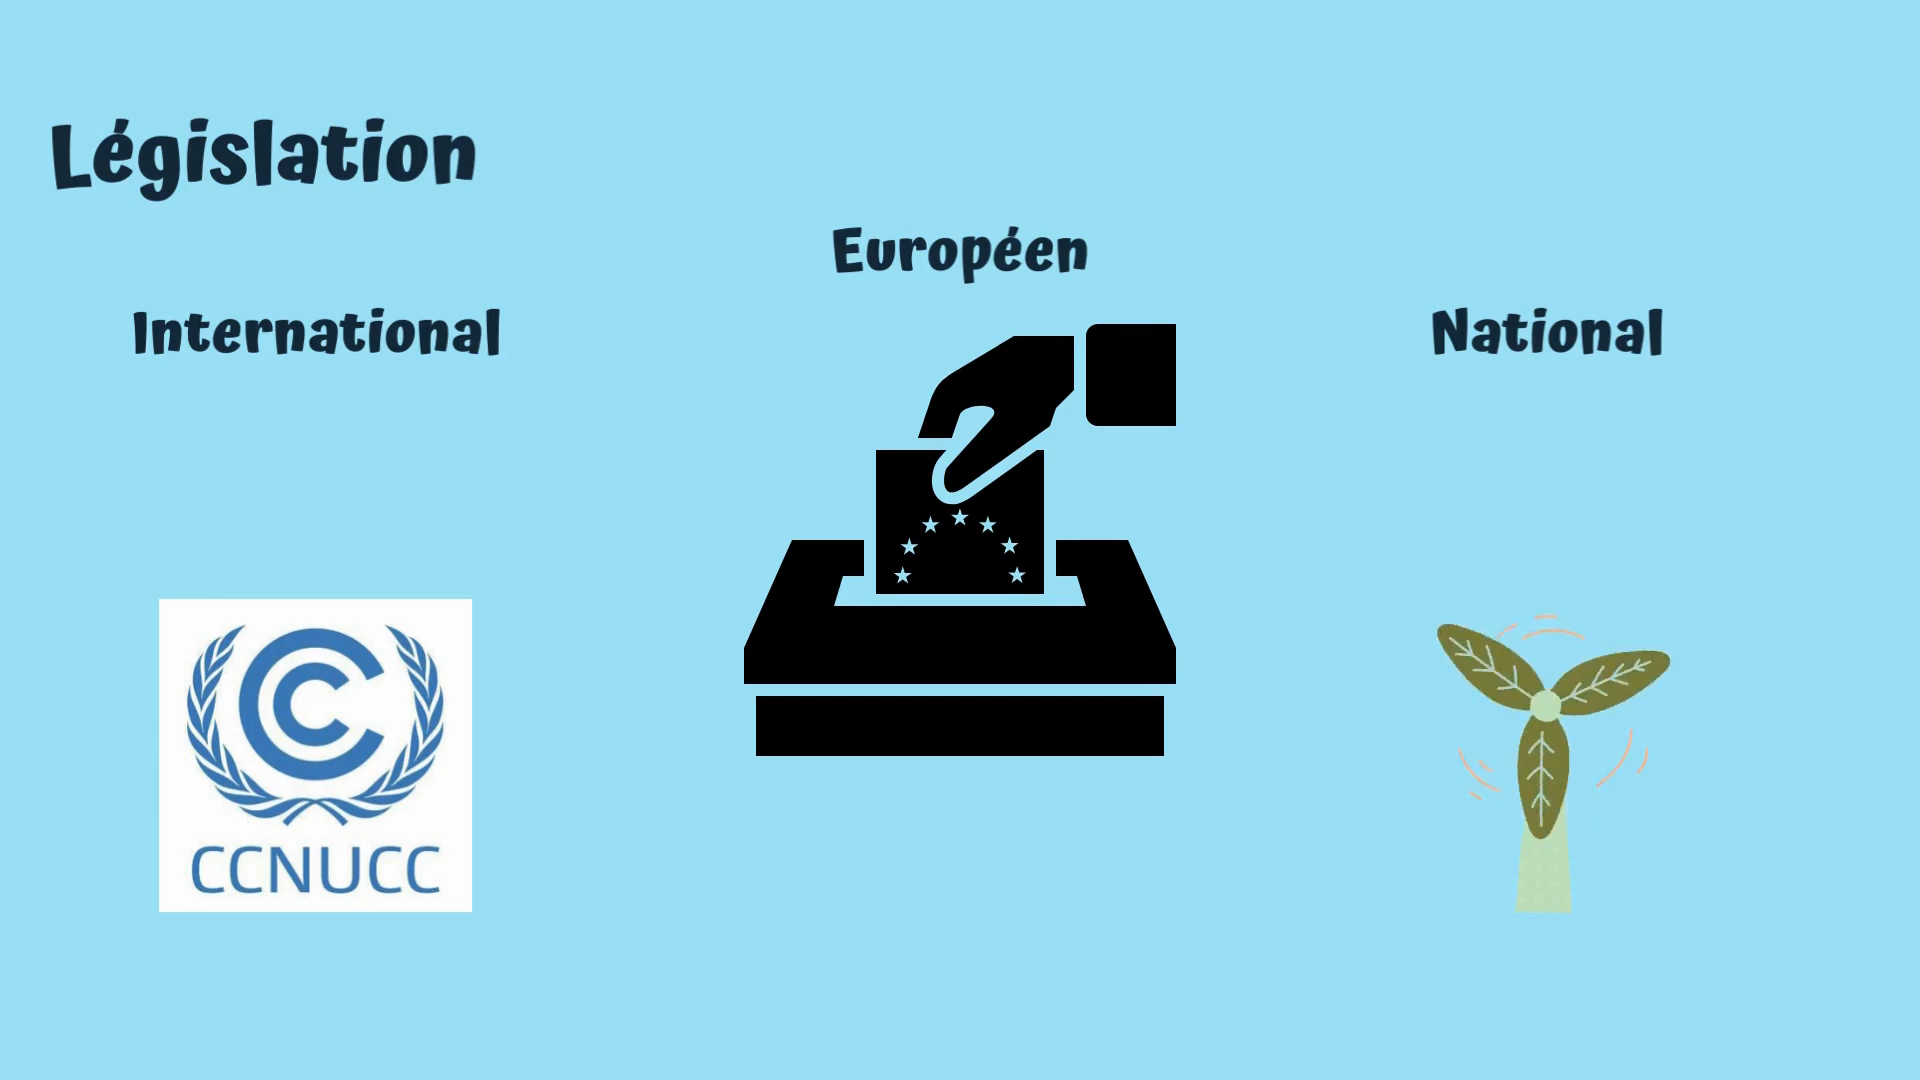 Législation
Européen
International
National
CCNUCC